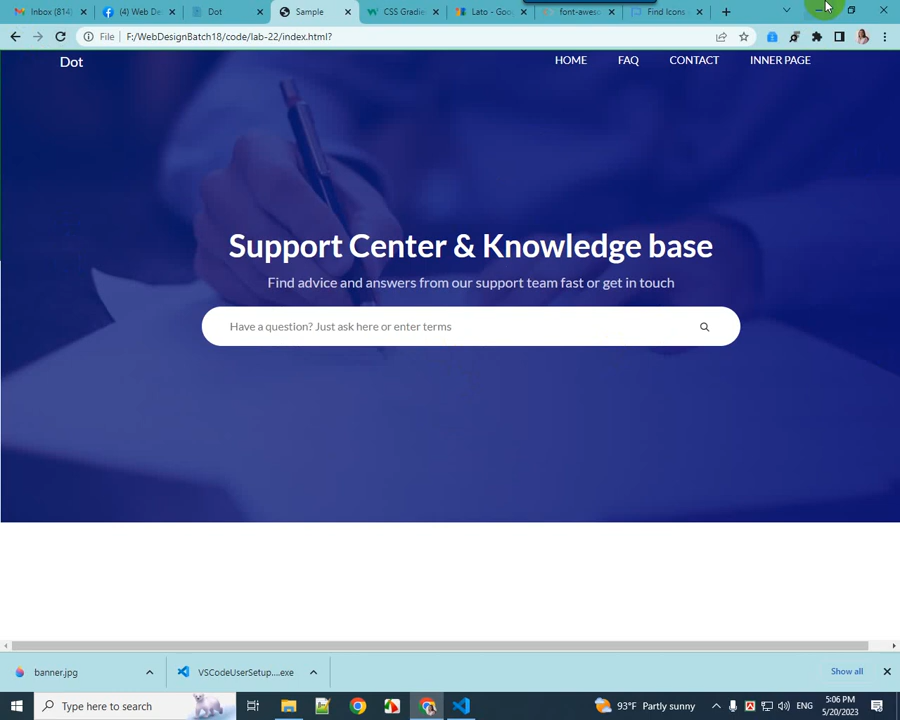 Inbox (814)
(4) Web De
Dot
Sample
CSS Gradie
Lato - Goo
font-aweso
Find Icons
File
F:/WebDesignBatch18/code/lab-22/index.html?
Dot
HOME
FAQ
CONTACT
INNER PAGE
Support Center & Knowledge base
Find advice and answers from our support team fast or get in touch
Have a question? Just ask here or enter terms
banner.jpg
VSCodeUserSetup....exe
Show all
Type here to search
93°F Partly sunny
ENG
5:06 PM
5/20/2023